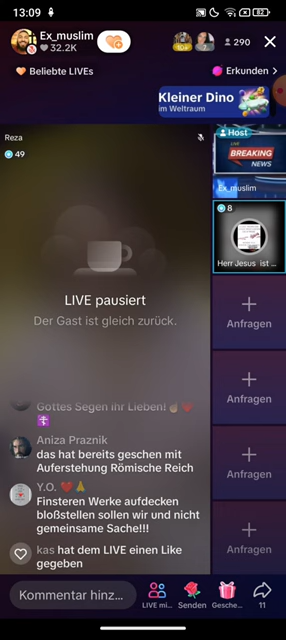 13:09
82
Ex_muslim
32.2K
290
Beliebte LIVEs
Erkunden
Kleiner Dino
im Weltraum
Reza
49
Host
LIVE
BREAKING
NEWS
Ex_muslim
8
Herr Jesus ist ...
LIVE pausiert
Der Gast ist gleich zurück.
Anfragen
Anfragen
Anfragen
Anfragen
Gottes Segen ihr Lieben!
Aniza Praznik
das hat bereits geschen mit
Auferstehung Römische Reich
Y.O.
Finsteren Werke aufdecken
bloßstellen sollen wir und nicht
gemeinsame Sache!!!
kas hat dem LIVE einen Like
gegeben
Kommentar hinz...
LIVE mi...
Senden
Gesche...
11